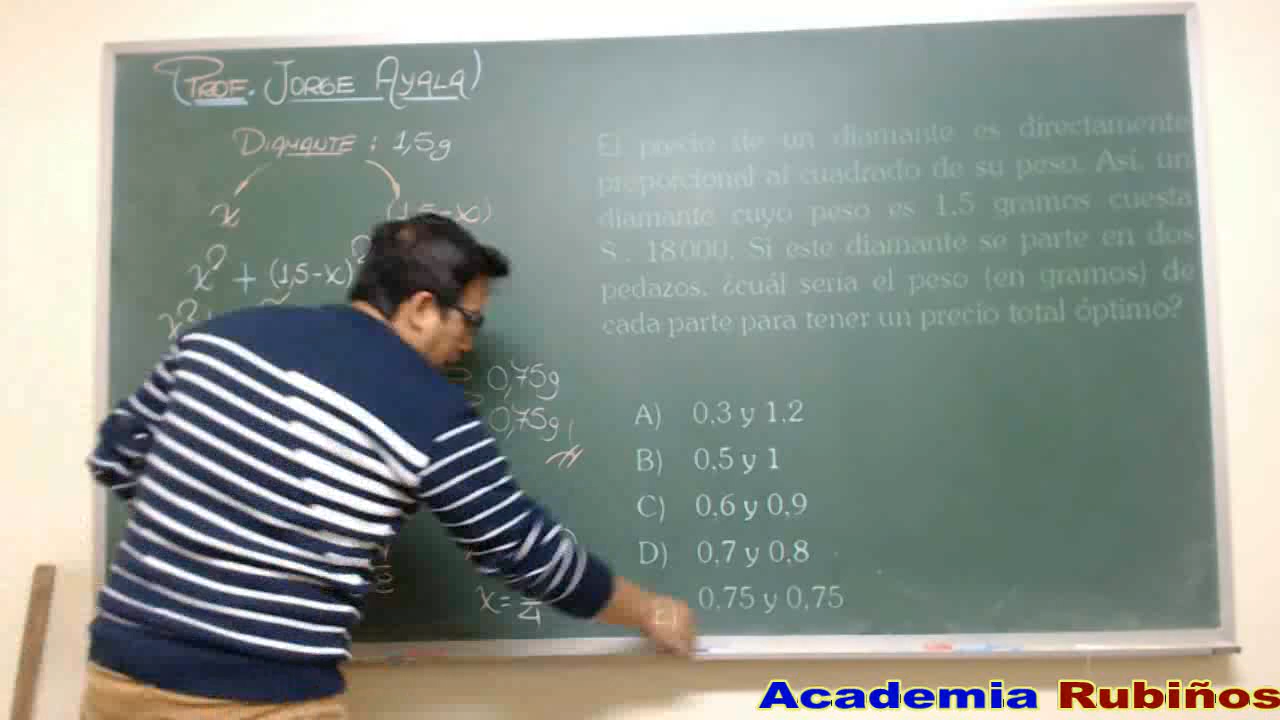 (PROF. JORGE AYALA)
DIAMANTE : 1,5g
x (1,5-x)
x² + (1,5-x)²
x²
0,75g
0,75g
x = 4
El precio de un diamante es directamente
proporcional al cuadrado de su peso. Así, un
diamante cuyo peso es 1.5 gramos cuesta
S/. 18000. Si este diamante se parte en dos
pedazos, ¿cuál sería el peso (en gramos) de
cada parte para tener un precio total óptimo?
A) 0,3 y 1,2
B) 0,5 y 1
C) 0,6 y 0,9
D) 0,7 y 0,8
E) 0,75 y 0,75
Academia Rubiños